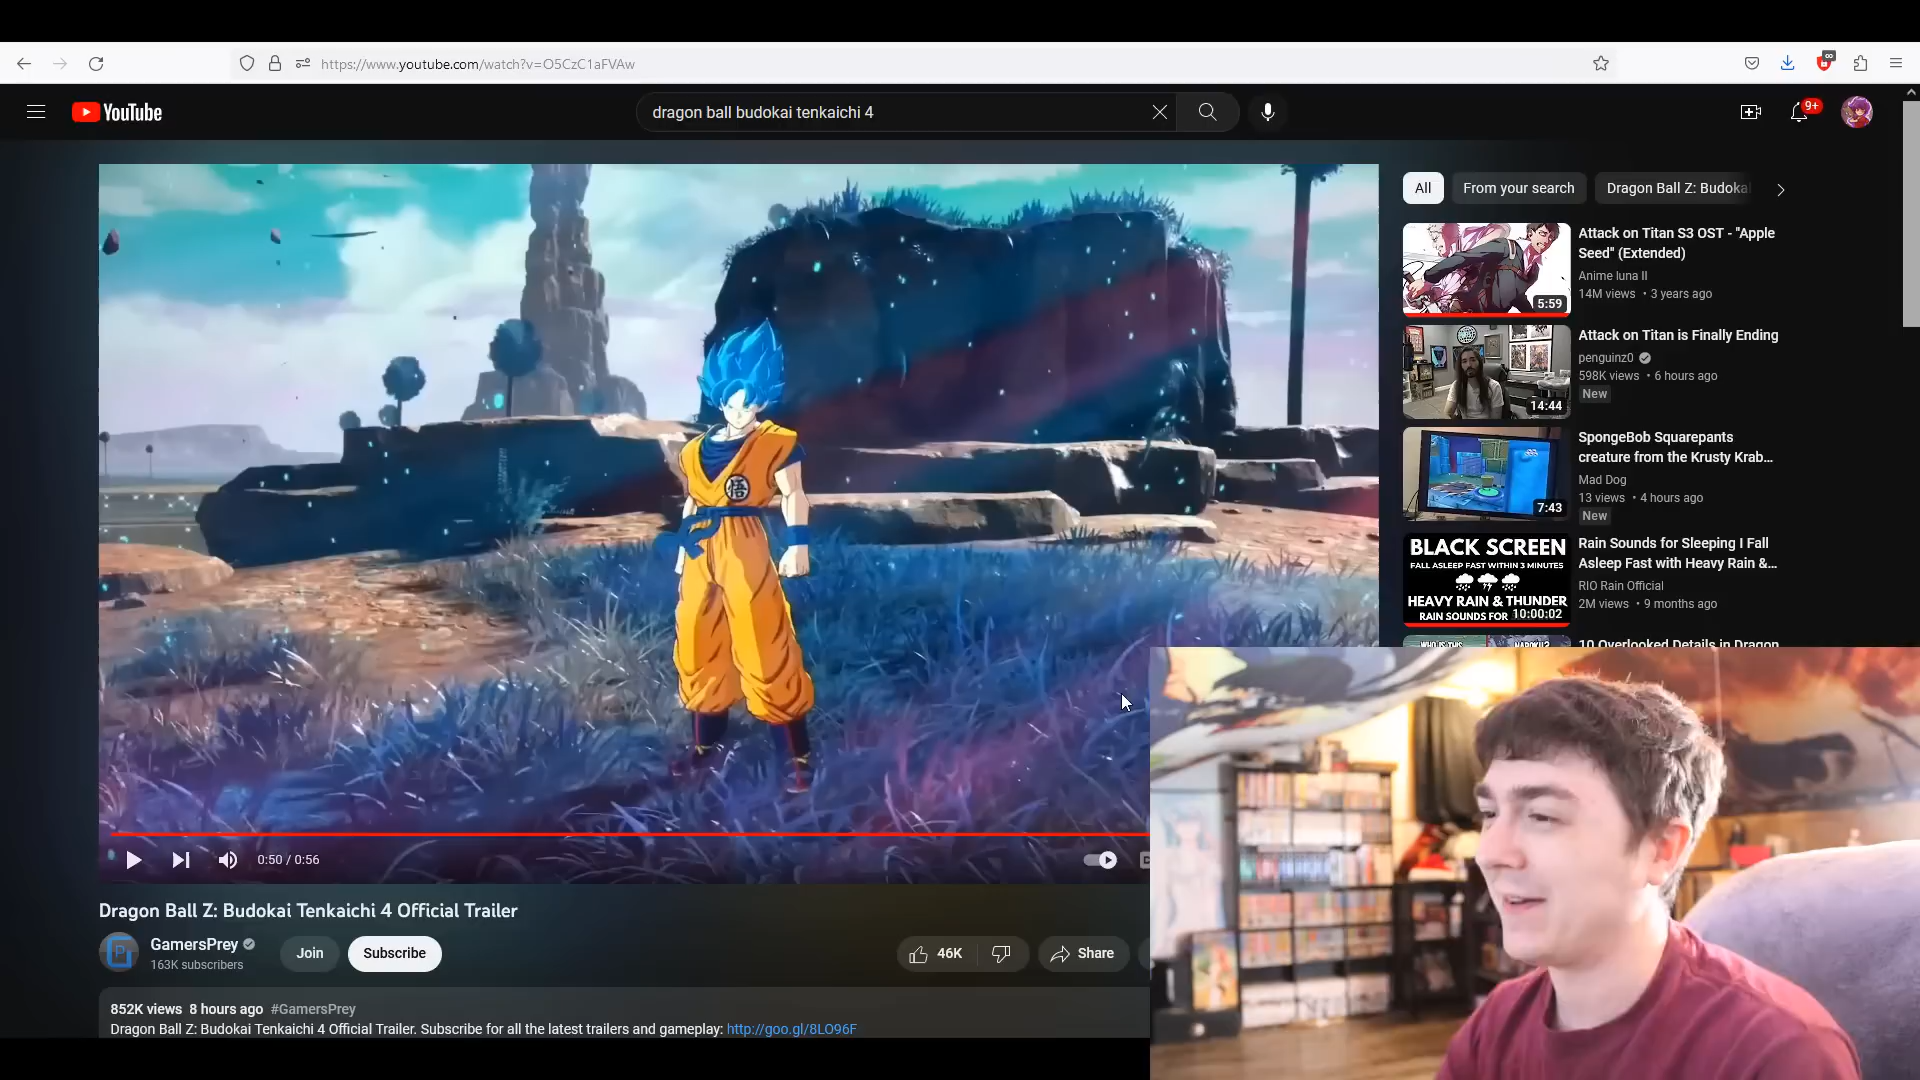 https://www.youtube.com/watch?v=O5CzC1aFVAw
YouTube
dragon ball budokai tenkaichi 4
9+
All
From your search
Dragon Ball Z: Budokai
悟
5:59
Attack on Titan S3 OST - "Apple
Seed" (Extended)
Anime luna II
14M views • 3 years ago
14:44
Attack on Titan is Finally Ending
penguinz0
598K views • 6 hours ago
New
7:43
SpongeBob Squarepants
creature from the Krusty Krab...
Mad Dog
13 views • 4 hours ago
New
BLACK SCREEN
FALL ASLEEP FAST WITHIN 3 MINUTES
HEAVY RAIN & THUNDER
RAIN SOUNDS FOR 10:00:02
Rain Sounds for Sleeping I Fall
Asleep Fast with Heavy Rain &...
RIO Rain Official
2M views • 9 months ago
10 Overlooked Details in Dragon
0:50 / 0:56
Dragon Ball Z: Budokai Tenkaichi 4 Official Trailer
GamersPrey
163K subscribers
Join
Subscribe
46K
Share
852K views 8 hours ago #GamersPrey
Dragon Ball Z: Budokai Tenkaichi 4 Official Trailer. Subscribe for all the latest trailers and gameplay: http://goo.gl/8LO96F